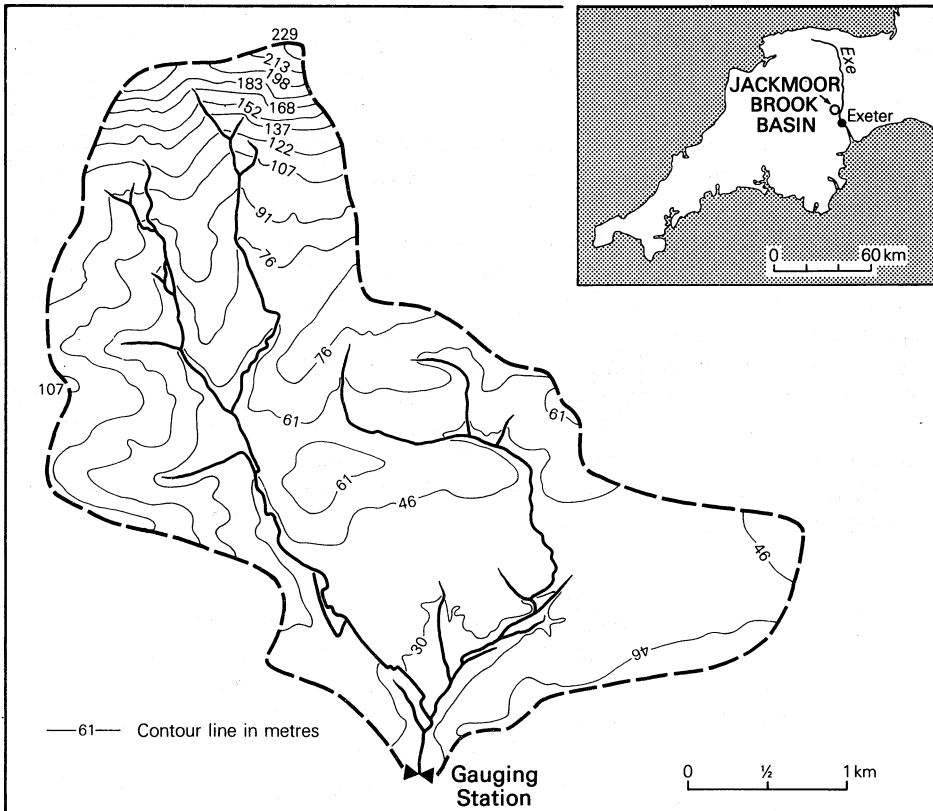 229
213
198
183
168
152
137
122
107
91
76
76
107
61
61
61
46
46
30
46
—61— Contour line in metres
Gauging
Station
0 ½ 1 km
Exe
JACKMOOR
BROOK
BASIN
Exeter
0 60 km